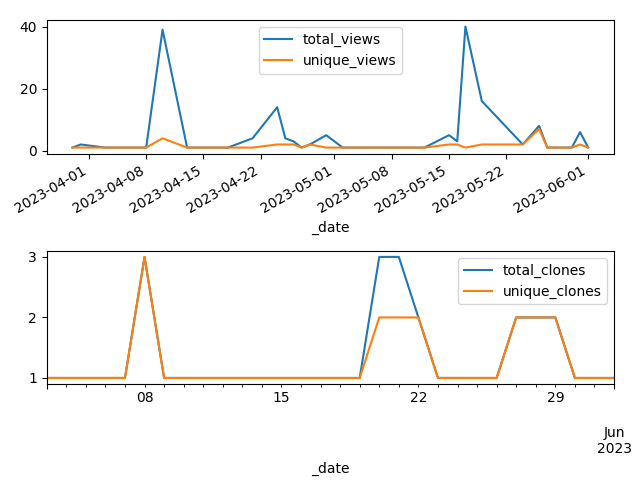 40
20
0
total_views
unique_views
2023-04-01
2023-04-08
2023-04-15
2023-04-22
2023-05-01
2023-05-08
2023-05-15
2023-05-22
2023-06-01
_date
3
2
1
total_clones
unique_clones
08
15
22
29
Jun
2023
_date